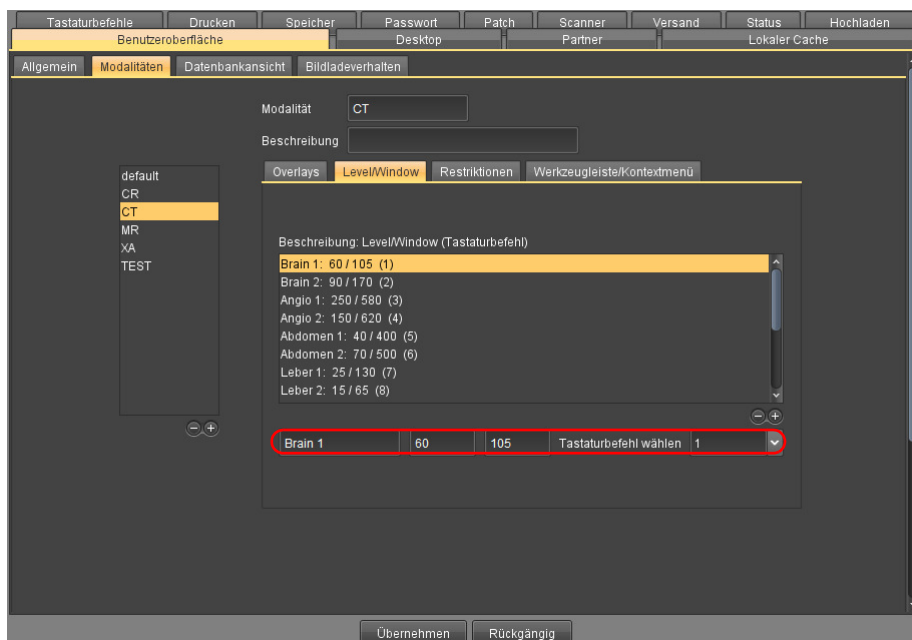 Tastaturbefehle Drucken Speicher Passwort Patch Scanner Versand Status Hochladen
Benutzeroberfläche Desktop Partner Lokaler Cache
Allgemein Modalitäten Datenbankansicht Bildladeverhalten
Modalität CT
Beschreibung
default
CR
CT
MR
XA
TEST
Overlays Level/Window Restriktionen Werkzeugleiste/Kontextmenü
Beschreibung: Level/Window (Tastaturbefehl)
Brain 1: 60 / 105 (1)
Brain 2: 90 / 170 (2)
Angio 1: 250 / 580 (3)
Angio 2: 150 / 620 (4)
Abdomen 1: 40 / 400 (5)
Abdomen 2: 70 / 500 (6)
Leber 1: 25 / 130 (7)
Leber 2: 15 / 65 (8)
Brain 1 60 105 Tastaturbefehl wählen 1
Übernehmen Rückgängig